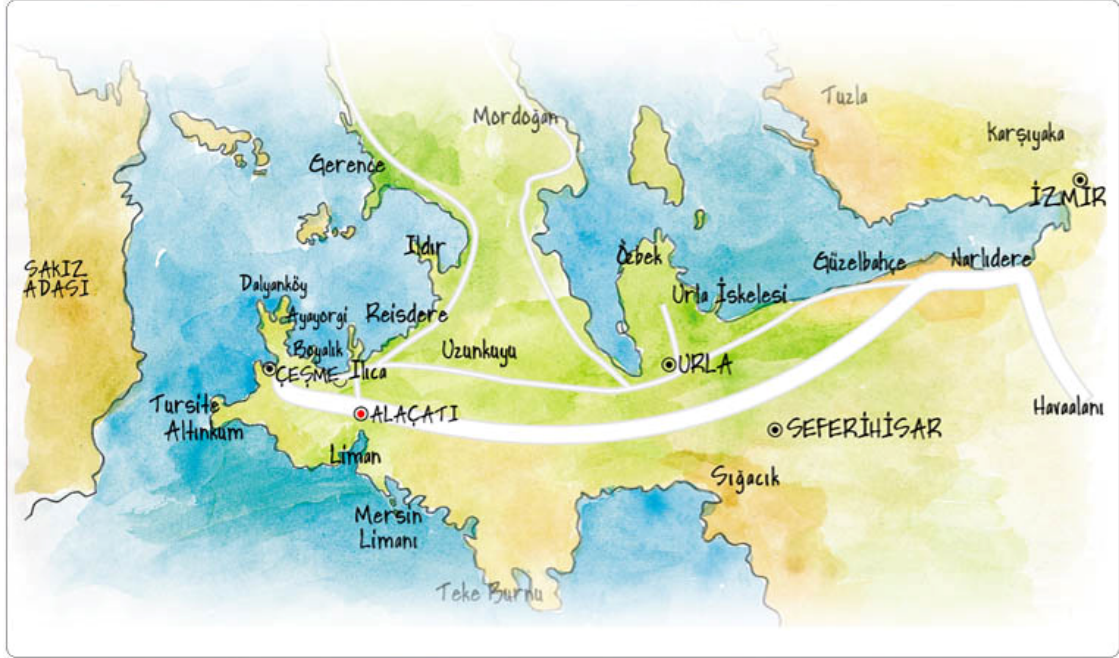 Tuzla
Mordoğan
Karşıyaka
Gerençe
İZMİR
Ildır
Özbek
Güzelbahçe
Narlıdere
SAKIZ
ADASI
Dalyanköy
Urla İskelesi
Ayayorgi
Reisdere
Boyalık
Uzunkuyu
URLA
ÇEŞME
Ilıca
Tursite
Altınkum
ALAÇATI
Havaalanı
SEFERİHİSAR
Liman
Sığacık
Mersin
Limanı
Teke Burnu